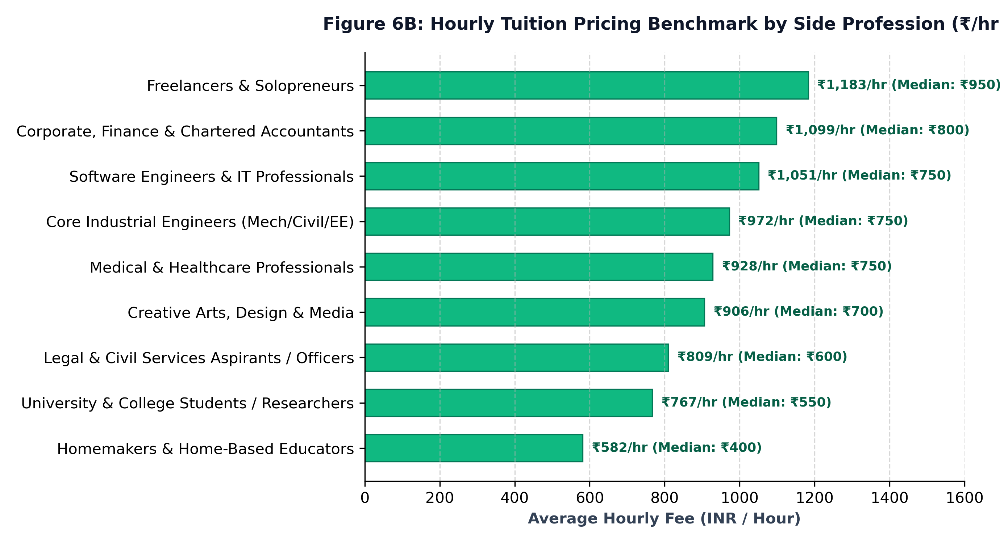 Figure 6B: Hourly Tuition Pricing Benchmark by Side Profession (₹/hr
Freelancers & Solopreneurs ₹1,183/hr (Median: ₹950)
Corporate, Finance & Chartered Accountants ₹1,099/hr (Median: ₹800)
Software Engineers & IT Professionals ₹1,051/hr (Median: ₹750)
Core Industrial Engineers (Mech/Civil/EE) ₹972/hr (Median: ₹750)
Medical & Healthcare Professionals ₹928/hr (Median: ₹750)
Creative Arts, Design & Media ₹906/hr (Median: ₹700)
Legal & Civil Services Aspirants / Officers ₹809/hr (Median: ₹600)
University & College Students / Researchers ₹767/hr (Median: ₹550)
Homemakers & Home-Based Educators ₹582/hr (Median: ₹400)
0 200 400 600 800 1000 1200 1400 1600
Average Hourly Fee (INR / Hour)